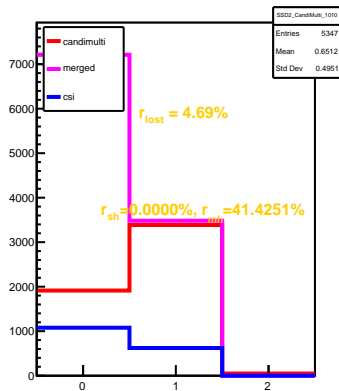 SSD2_CandiMulti_1010
Entries 5347
Mean 0.6512
Std Dev 0.4951
candimulti
merged
csi
r_lost = 4.69%
r_sh=0.0000%, r =41.4251%
7000
6000
5000
4000
3000
2000
1000
0
0 1 2